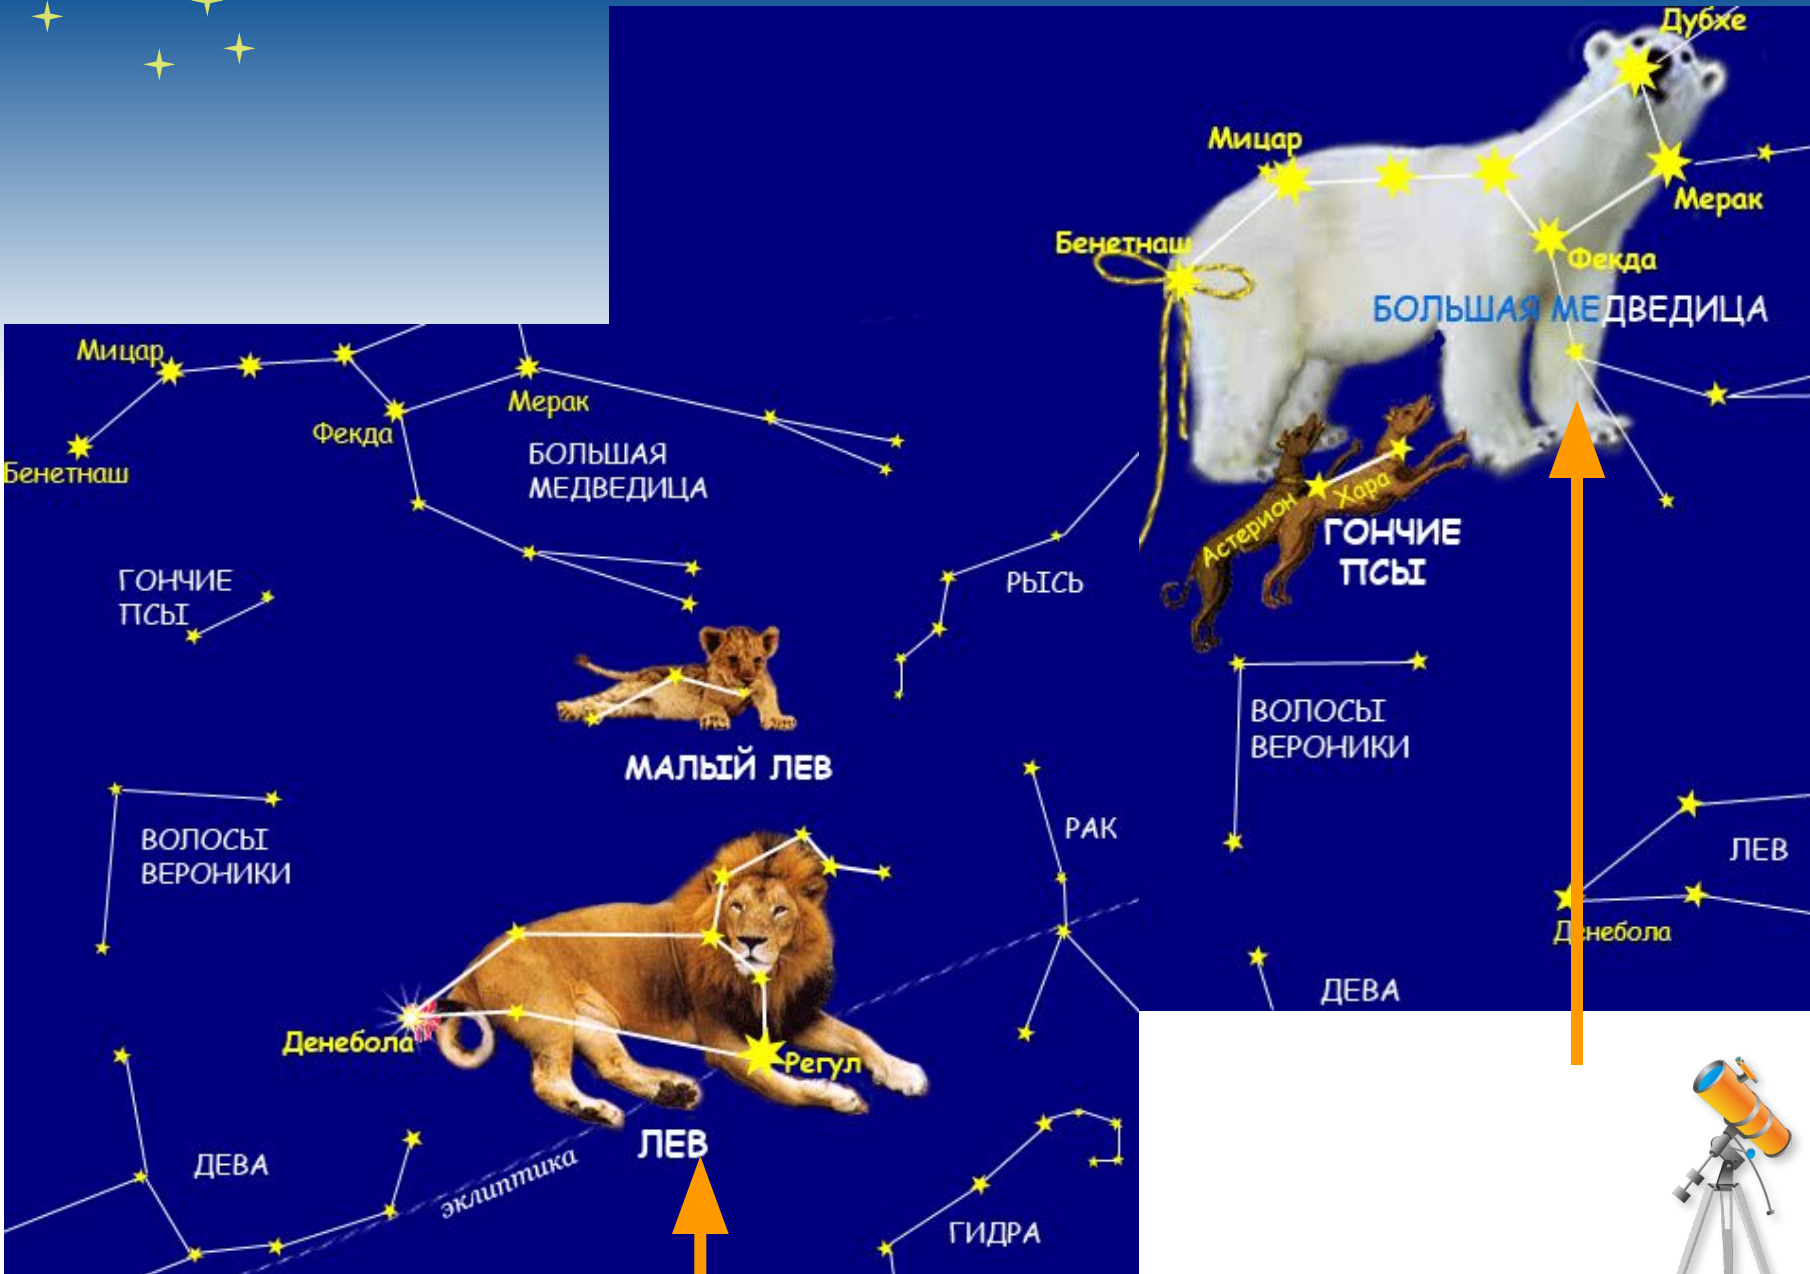 Дубхе
Мицар
Мерак
Бенетнаш
Фекда
БОЛЬШАЯ МЕДВЕДИЦА
Астерион
Хара
ГОНЧИЕ
ПСЫ
ВОЛОСЫ
ВЕРОНИКИ
ЛЕВ
Денебола
ДЕВА
Мицар
Мерак
Фекда
Бенетнаш
БОЛЬШАЯ
МЕДВЕДИЦА
ГОНЧИЕ
ПСЫ
РЫСЬ
МАЛЫЙ ЛЕВ
ВОЛОСЫ
ВЕРОНИКИ
РАК
Денебола
Регул
ЛЕВ
ДЕВА
эклиптика
ГИДРА